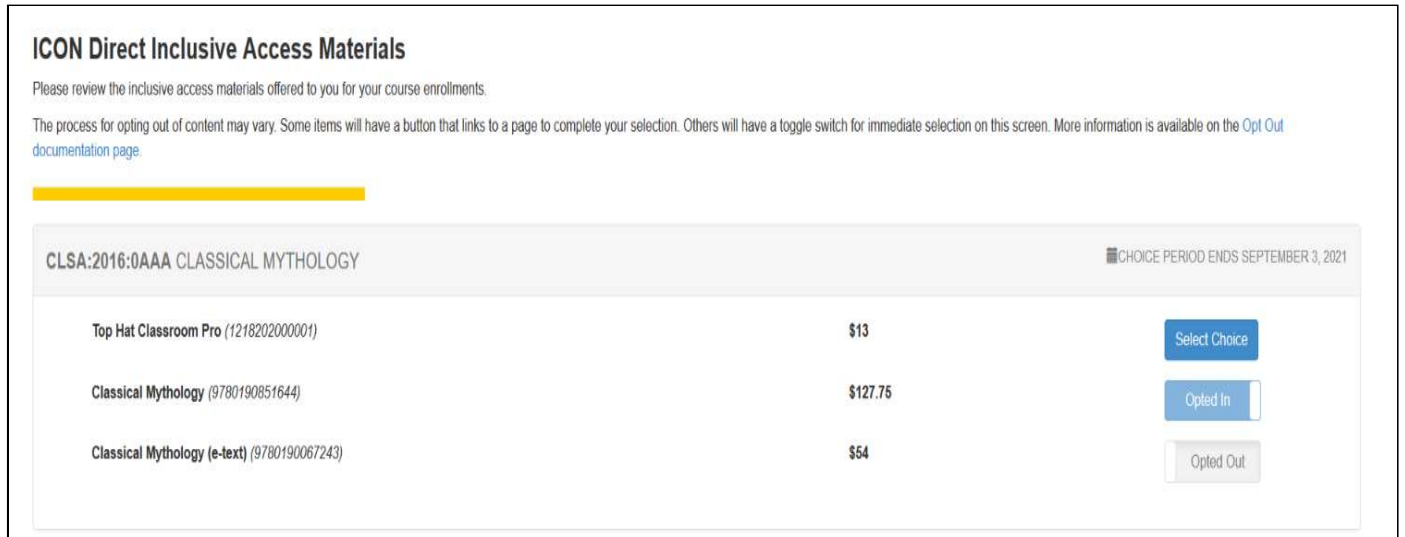 ICON Direct Inclusive Access Materials
Please review the inclusive access materials offered to you for your course enrollments.
The process for opting out of content may vary. Some items will have a button that links to a page to complete your selection. Others will have a toggle switch for immediate selection on this screen. More information is available on the Opt Out
documentation page.
CLSA:2016:0AAA CLASSICAL MYTHOLOGY CHOICE PERIOD ENDS SEPTEMBER 3, 2021
Top Hat Classroom Pro (1218202000001) $13 Select Choice
Classical Mythology (9780190851644) $127.75 Opted In
Classical Mythology (e-text) (9780190067243) $54 Opted Out